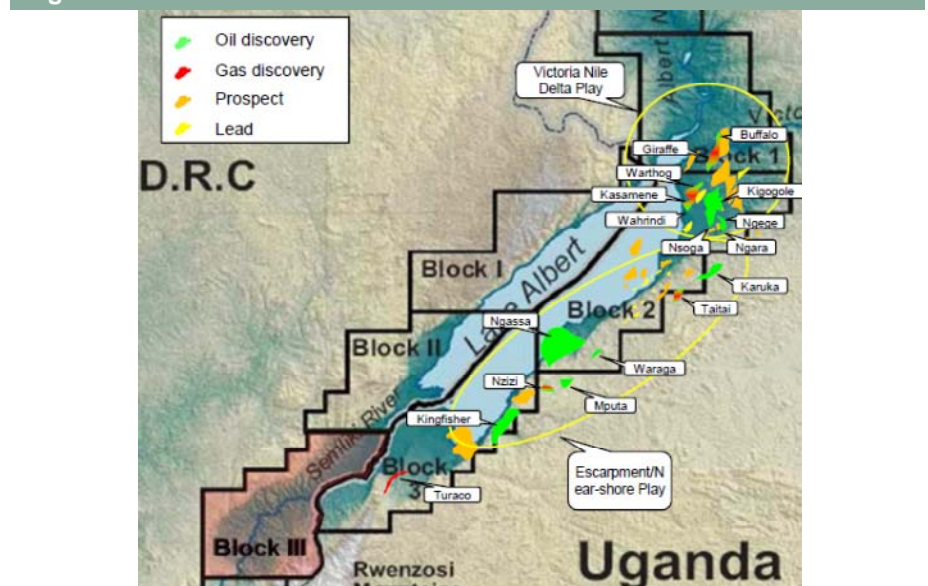 Oil discovery
Gas discovery
Prospect
Lead
D.R.C
Victoria Nile
Delta Play
Albert
Buffalo
Giraffe
Block 1
Warthog
Kasamene
Kigogole
Wahrindi
Ngege
Nsoga
Ngara
Karuka
Taitai
Block I
Lake Albert
Block 2
Ngassa
Block II
Waraga
Nzizi
Mputa
Kingfisher
Semliki River
Escarpment/N
ear-shore Play
Block
3
Turaco
Block III
Uganda
Rwenzosi